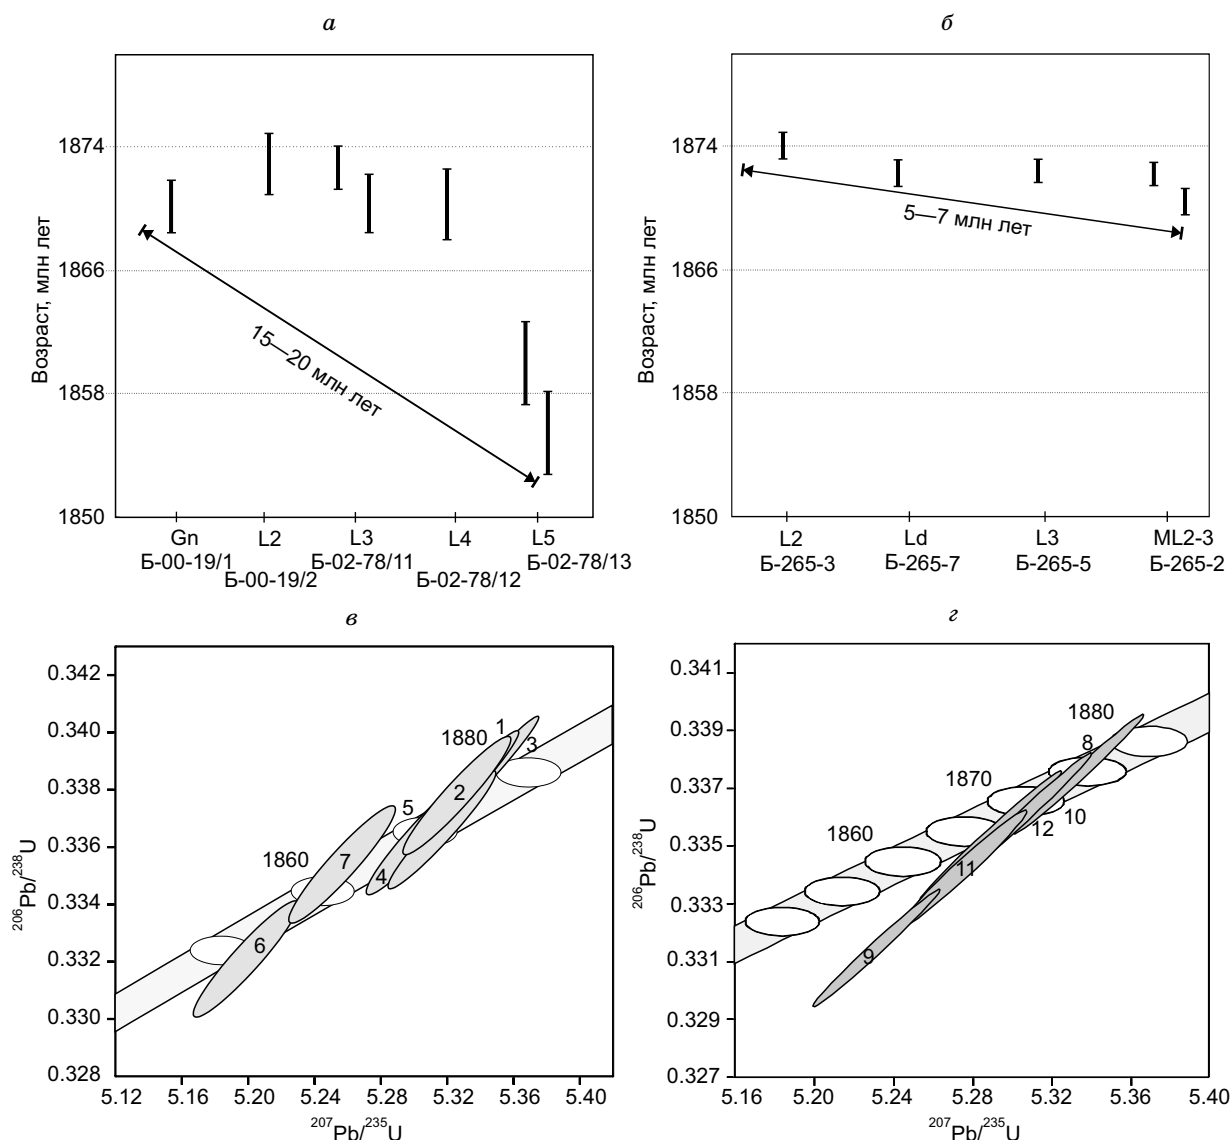 а
Возраст, млн лет
1874
1866
1858
1850
15—20 млн лет
Gn
Б-00-19/1
L2
Б-00-19/2
L3
Б-02-78/11
L4
Б-02-78/12
L5
Б-02-78/13
б
Возраст, млн лет
1874
1866
1858
1850
5—7 млн лет
L2
Б-265-3
Ld
Б-265-7
L3
Б-265-5
ML2-3
Б-265-2
в
206Pb/238U
0.342
0.340
0.338
0.336
0.334
0.332
0.330
0.328
1880
1
3
2
5
1860
7
4
6
5.12
5.16
5.20
5.24
5.28
5.32
5.36
5.40
207Pb/235U
г
206Pb/238U
0.341
0.339
0.337
0.335
0.333
0.331
0.329
0.327
1880
8
1870
10
12
1860
11
9
5.16
5.20
5.24
5.28
5.32
5.36
5.40
207Pb/235U